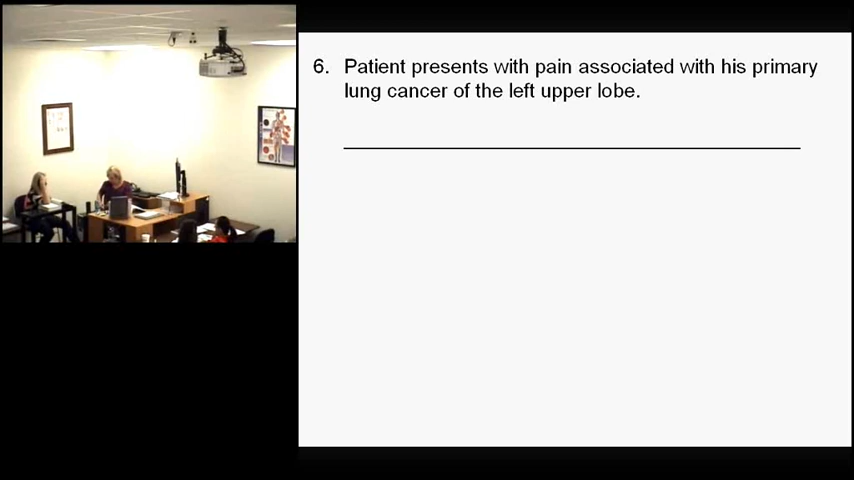 6. Patient presents with pain associated with his primary
lung cancer of the left upper lobe.